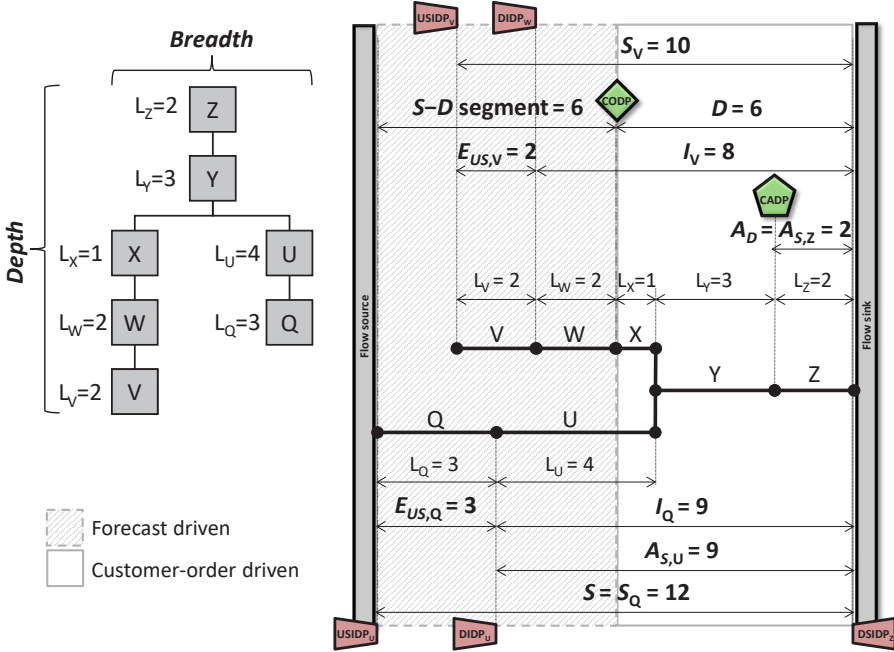 Breadth
Depth
L_Z=2
Z
L_Y=3
Y
L_X=1
X
L_U=4
U
L_W=2
W
L_Q=3
Q
L_V=2
V
Forecast driven
Customer-order driven
USIDP_V
DIDP_W
S_V = 10
CODP
S–D segment = 6
D = 6
E_US,V = 2
I_V = 8
CADP
A_D = A_S,Z = 2
L_V = 2
L_W = 2
L_X=1
L_Y=3
L_Z=2
Flow source
Flow sink
V
W
X
Y
Z
Q
U
L_Q = 3
L_U = 4
E_US,Q = 3
I_Q = 9
A_S,U = 9
S = S_Q = 12
USIDP_U
DIDP_U
DSIDP_Z